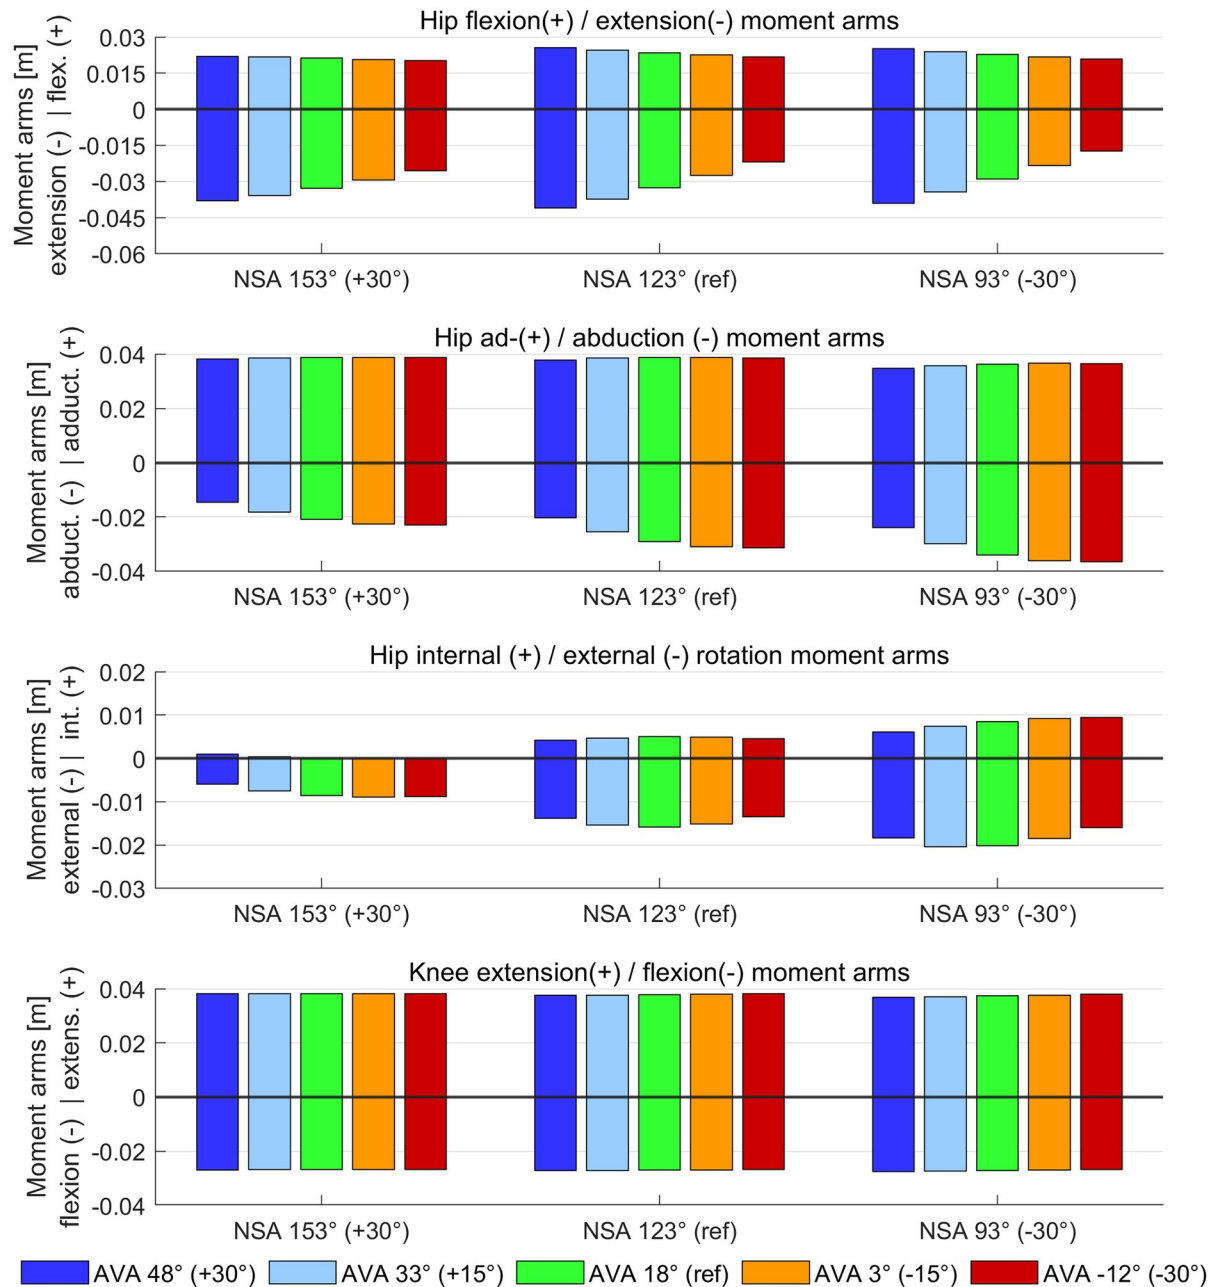 Hip flexion(+) / extension(-) moment arms
Moment arms [m]
extension (-) | flex. (+)
0.03
0.015
0
-0.015
-0.03
-0.045
-0.06
NSA 153° (+30°) NSA 123° (ref) NSA 93° (-30°)
Hip ad-(+) / abduction (-) moment arms
Moment arms [m]
abduct. (-) | adduct. (+)
0.04
0.02
0
-0.02
-0.04
NSA 153° (+30°) NSA 123° (ref) NSA 93° (-30°)
Hip internal (+) / external (-) rotation moment arms
Moment arms [m]
external (-) | int. (+)
0.02
0.01
0
-0.01
-0.02
-0.03
NSA 153° (+30°) NSA 123° (ref) NSA 93° (-30°)
Knee extension(+) / flexion(-) moment arms
Moment arms [m]
flexion (-) | extens. (+)
0.04
0.02
0
-0.02
-0.04
NSA 153° (+30°) NSA 123° (ref) NSA 93° (-30°)
AVA 48° (+30°) AVA 33° (+15°) AVA 18° (ref) AVA 3° (-15°) AVA -12° (-30°)